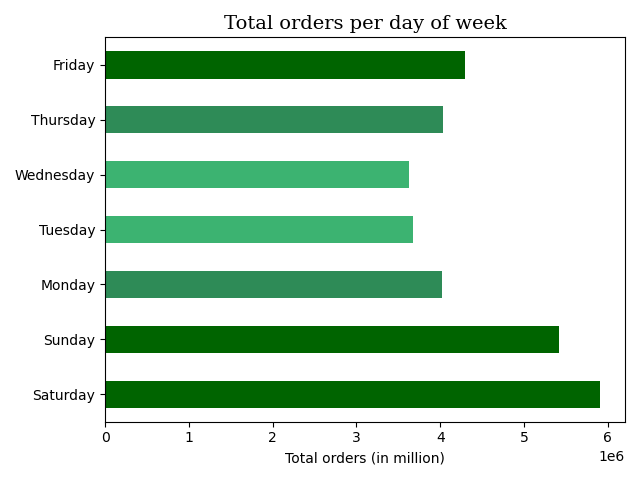 Total orders per day of week
Friday
Thursday
Wednesday
Tuesday
Monday
Sunday
Saturday
0 1 2 3 4 5 6
1e6
Total orders (in million)